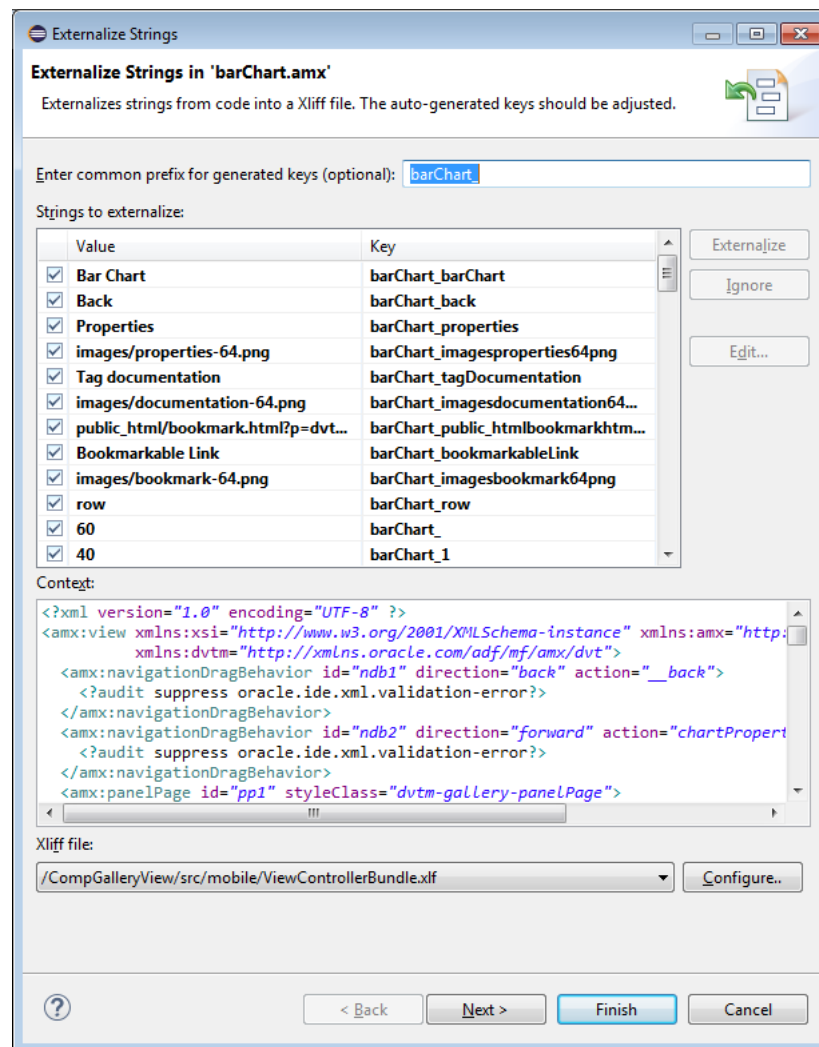 Externalize Strings
Externalize Strings in 'barChart.amx'
Externalizes strings from code into a Xliff file. The auto-generated keys should be adjusted.
Enter common prefix for generated keys (optional): barChart_
Strings to externalize:
Value Key
Bar Chart barChart_barChart
Back barChart_back
Properties barChart_properties
images/properties-64.png barChart_imagesproperties64png
Tag documentation barChart_tagDocumentation
images/documentation-64.png barChart_imagesdocumentation64...
public_html/bookmark.html?p=dvt... barChart_public_htmlbookmarkhtm...
Bookmarkable Link barChart_bookmarkableLink
images/bookmark-64.png barChart_imagesbookmark64png
row barChart_row
60 barChart_
40 barChart_1
Externalize
Ignore
Edit...
Context:
<?xml version="1.0" encoding="UTF-8" ?>
<amx:view xmlns:xsi="http://www.w3.org/2001/XMLSchema-instance" xmlns:amx="http:
xmlns:dvtm="http://xmlns.oracle.com/adf/mf/amx/dvt">
<amx:navigationDragBehavior id="ndb1" direction="back" action="__back">
<?audit suppress oracle.ide.xml.validation-error?>
</amx:navigationDragBehavior>
<amx:navigationDragBehavior id="ndb2" direction="forward" action="chartPropert
<?audit suppress oracle.ide.xml.validation-error?>
</amx:navigationDragBehavior>
<amx:panelPage id="pp1" styleClass="dvtm-gallery-panelPage">
Xliff file:
/CompGalleryView/src/mobile/ViewControllerBundle.xlf Configure..
? < Back Next > Finish Cancel